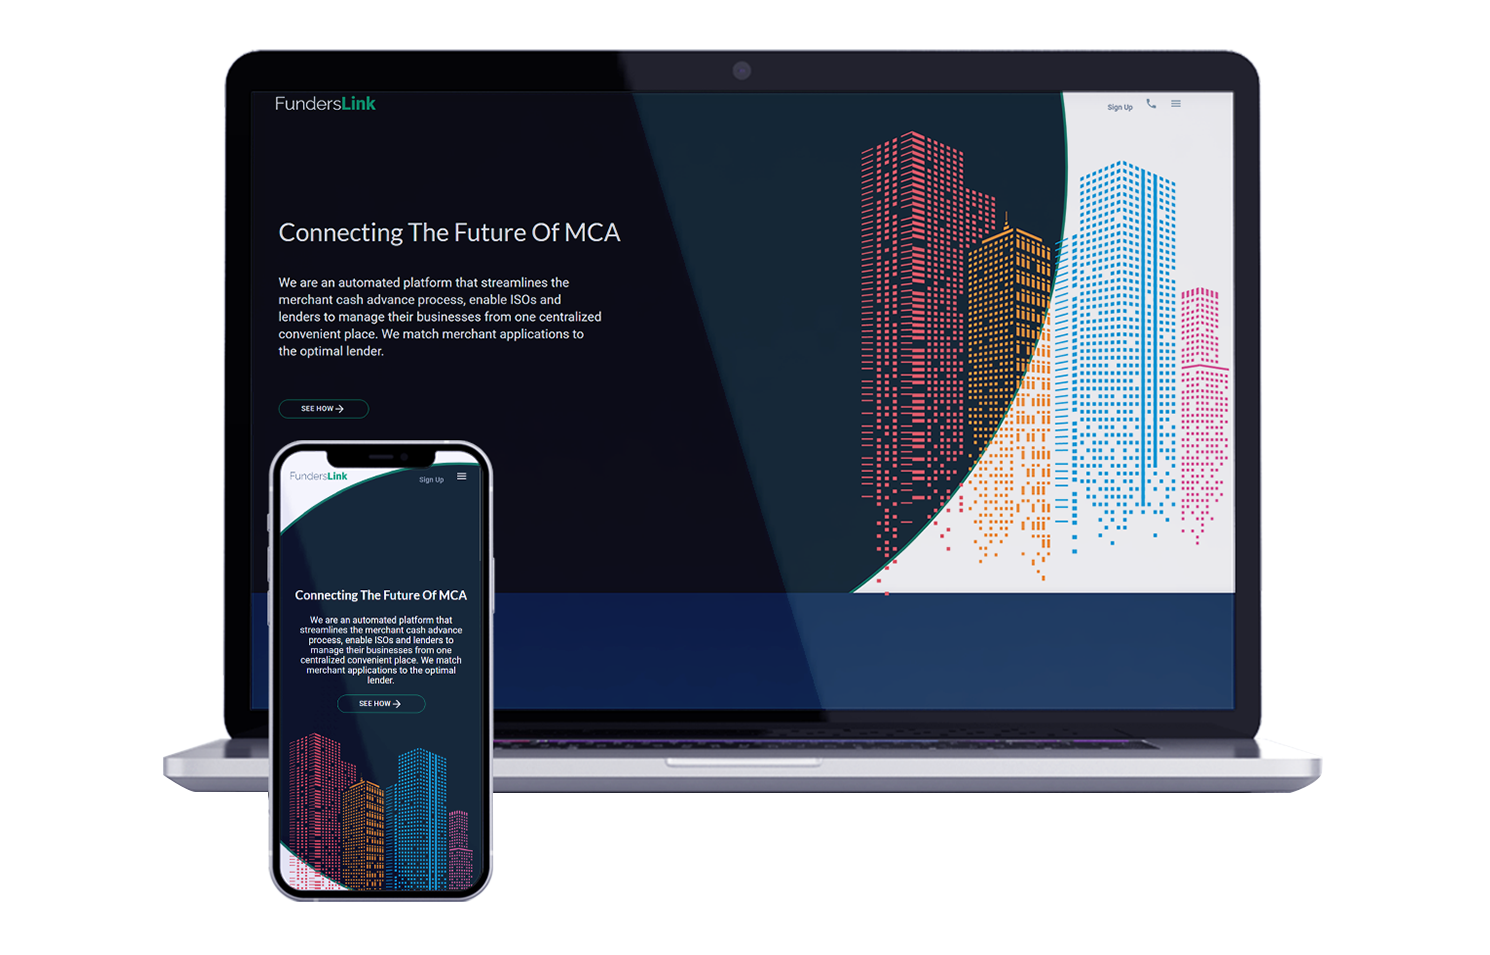 FundersLink
Sign Up
Connecting The Future Of MCA
We are an automated platform that streamlines the
merchant cash advance process, enable ISOs and
lenders to manage their businesses from one centralized
convenient place. We match merchant applications to
the optimal lender.
SEE HOW
FundersLink
Sign Up
Connecting The Future Of MCA
We are an automated platform that
streamlines the merchant cash advance
process, enable ISOs and lenders to
manage their businesses from one
centralized convenient place. We match
merchant applications to the optimal
lender.
SEE HOW